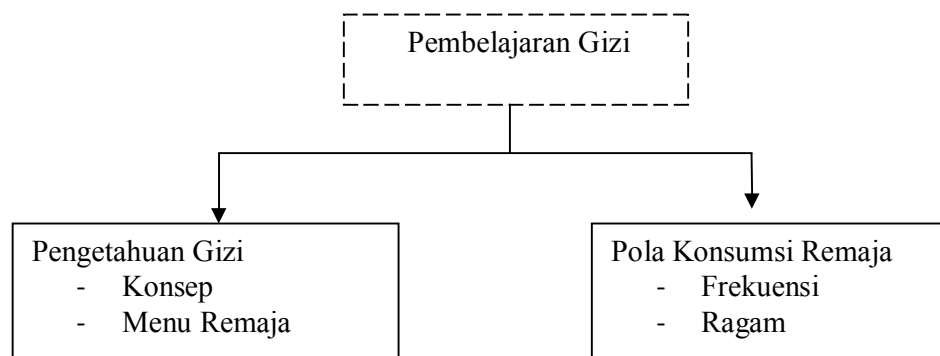 Pembelajaran Gizi
Pengetahuan Gizi
- Konsep
- Menu Remaja
Pola Konsumsi Remaja
- Frekuensi
- Ragam